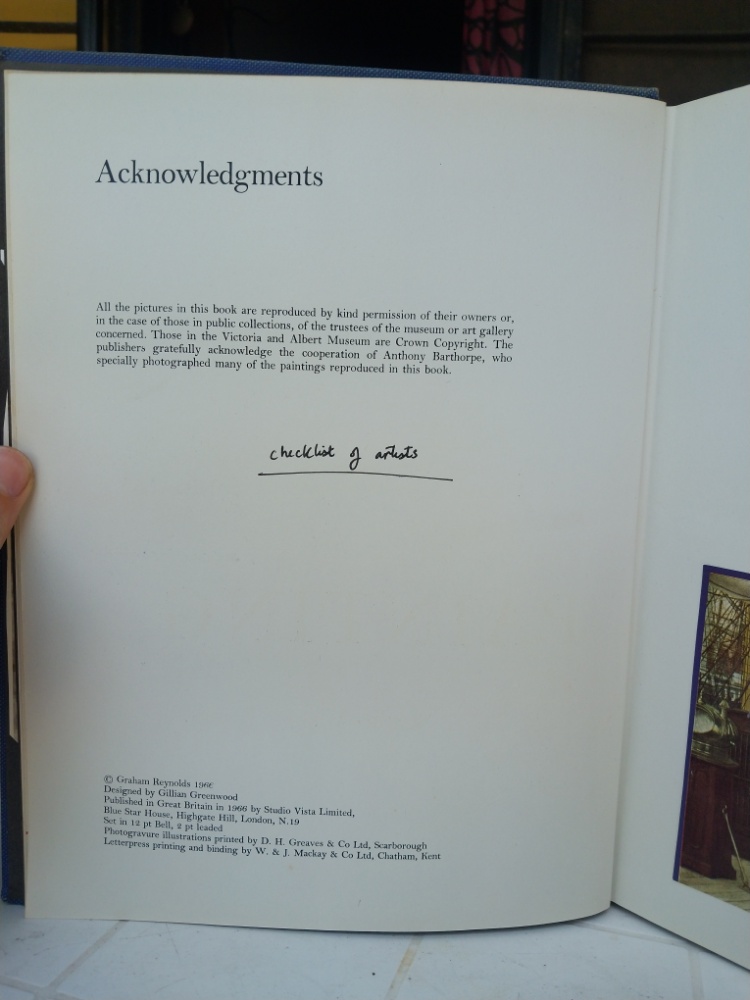 Acknowledgments
All the pictures in this book are reproduced by kind permission of their owners or,
in the case of those in public collections, of the trustees of the museum or art gallery
concerned. Those in the Victoria and Albert Museum are Crown Copyright. The
publishers gratefully acknowledge the cooperation of Anthony Barthorpe, who
specially photographed many of the paintings reproduced in this book.
checklist of artists
© Graham Reynolds 1966
Designed by Gillian Greenwood
Published in Great Britain in 1966 by Studio Vista Limited,
Blue Star House, Highgate Hill, London, N.19
Set in 12 pt Bell, 2 pt leaded
Photogravure illustrations printed by D. H. Greaves & Co Ltd, Scarborough
Letterpress printing and binding by W. & J. Mackay & Co Ltd, Chatham, Kent